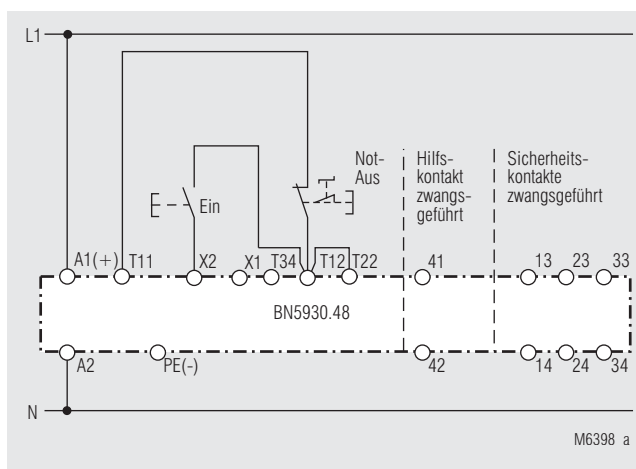 L1
Not-
Aus
Hilfs-
kontakt
zwangs-
geführt
Sicherheits-
kontakte
zwangsgeführt
Ein
A1(+) T11 X2 X1 T34 T12 T22 41 13 23 33
BN5930.48
A2 PE(-) 42 14 24 34
N
M6398 a